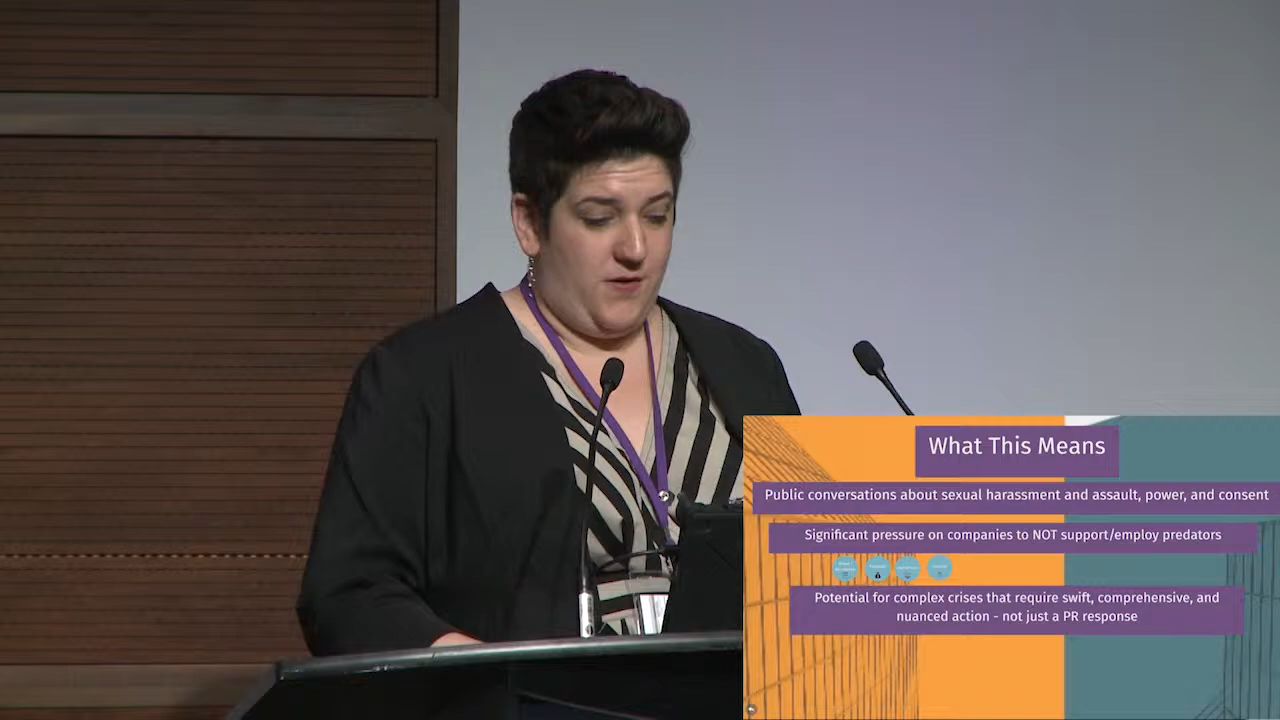 What This Means
Public conversations about sexual harassment and assault, power, and consent
Significant pressure on companies to NOT support/employ predators
Potential for complex crises that require swift, comprehensive, and
nuanced action - not just a PR response